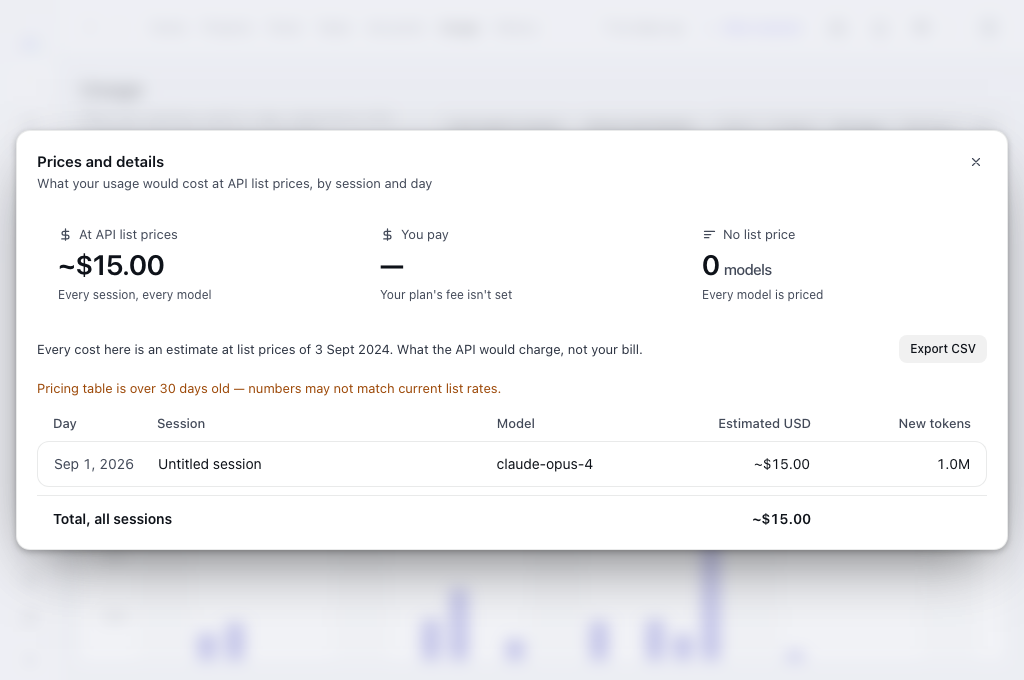 Prices and details
What your usage would cost at API list prices, by session and day
At API list prices
You pay
No list price
~$15.00
—
0 models
Every session, every model
Your plan's fee isn't set
Every model is priced
Every cost here is an estimate at list prices of 3 Sept 2024. What the API would charge, not your bill.
Export CSV
Pricing table is over 30 days old — numbers may not match current list rates.
Day Session Model Estimated USD New tokens
Sep 1, 2026 Untitled session claude-opus-4 ~$15.00 1.0M
Total, all sessions ~$15.00